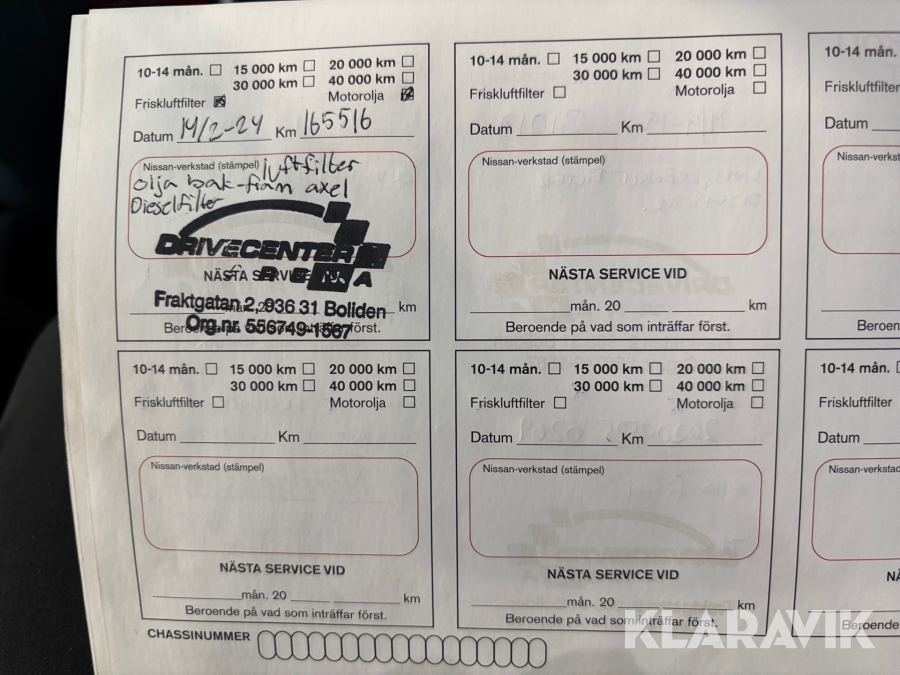 10-14 mån. 15 000 km 20 000 km
30 000 km 40 000 km
Friskluftfilter Motorolja
Datum 14/2-24 Km 165516
Nissan-verkstad (stämpel) luftfilter
olja bak-fram axel
Dieselfilter
DRIVECENTER
NÄSTA SERVICE
Fraktgatan 2, 936 31 Boliden
km
Org.nr. 556749-1567
Beroende på vad som inträffar först.
10-14 mån. 15 000 km 20 000 km
30 000 km 40 000 km
Friskluftfilter Motorolja
Datum Km
Nissan-verkstad (stämpel)
NÄSTA SERVICE VID
mån. 20 km
Beroende på vad som inträffar först.
10-14 mån.
Friskluftfilter
Datum
Nissan-verkst
NÄ
Beroen
10-14 mån. 15 000 km 20 000 km
30 000 km 40 000 km
Friskluftfilter Motorolja
Datum Km
Nissan-verkstad (stämpel)
NÄSTA SERVICE VID
mån. 20 km
Beroende på vad som inträffar först.
10-14 mån. 15 000 km 20 000 km
30 000 km 40 000 km
Friskluftfilter Motorolja
Datum Km
Nissan-verkstad (stämpel)
NÄSTA SERVICE VID
mån. 20 km
Beroende på vad som inträffar först.
10-14 mån.
Friskluftfilter
Datum
Nissan-verkstad
NÄ
Beroende
CHASSINUMMER
KLARAVIK